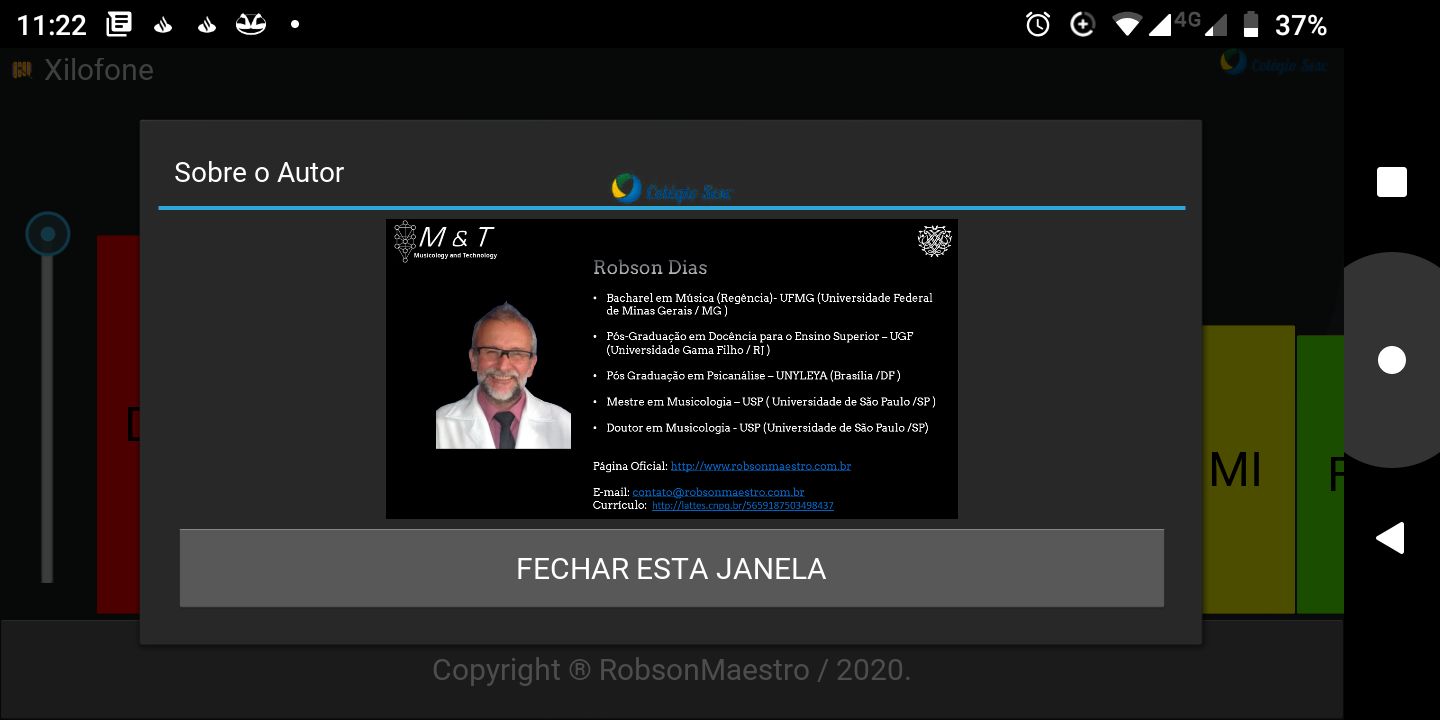 11:22
4G
37%
Xilofone
Colégio Sesc
Sobre o Autor
Colégio Sesc
M & T
Musicology and Technology
Robson Dias
• Bacharel em Música (Regência)- UFMG (Universidade Federal
de Minas Gerais / MG )
• Pós-Graduação em Docência para o Ensino Superior – UGF
(Universidade Gama Filho / RJ )
• Pós Graduação em Psicanálise – UNYLEYA (Brasília /DF )
• Mestre em Musicologia – USP ( Universidade de São Paulo /SP )
• Doutor em Musicologia - USP (Universidade de São Paulo /SP)
Página Oficial: http://www.robsonmaestro.com.br
E-mail: contato@robsonmaestro.com.br
Currículo: http://lattes.cnpq.br/5659187503498437
MI
FECHAR ESTA JANELA
Copyright ® RobsonMaestro / 2020.